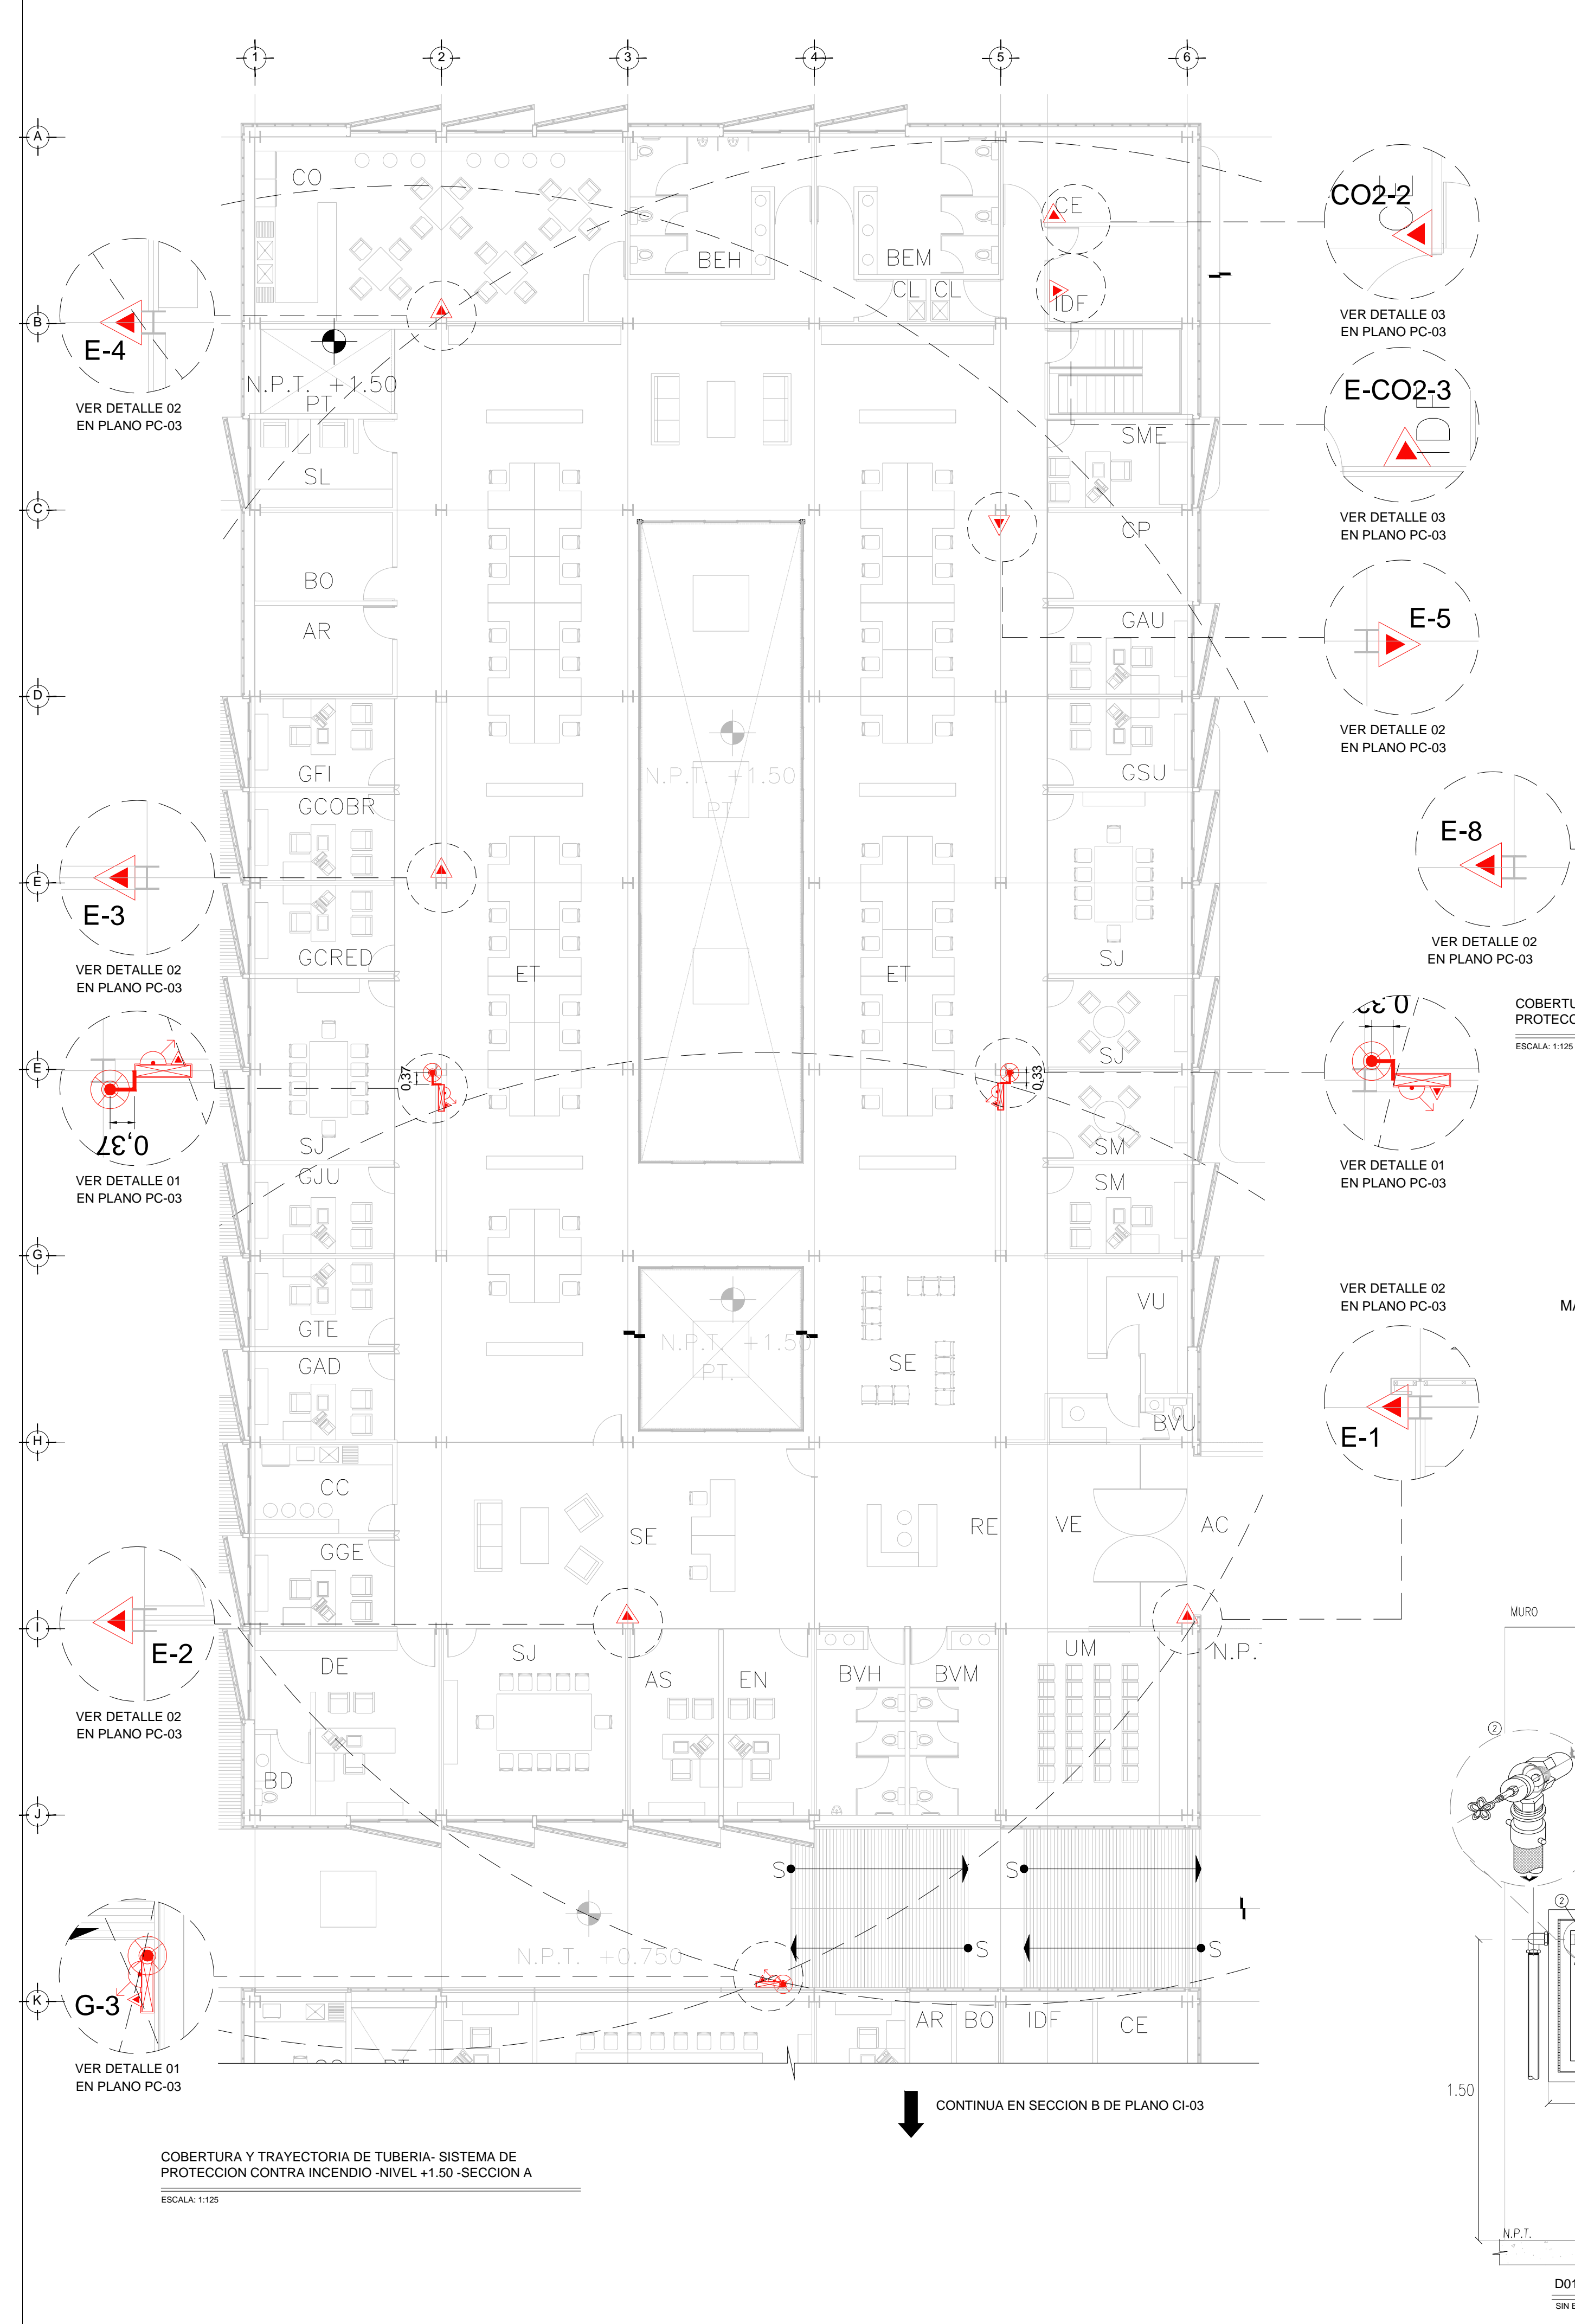 1
2
3
4
5
6
A
CO
CE
CO2-2
BEH
BEM
CL
CL
IDF
VER DETALLE 03
EN PLANO PC-03
B
E-4
N.P.T. +1.50
PT
VER DETALLE 02
EN PLANO PC-03
E-CO2-3
IDF
SME
SL
C
VER DETALLE 03
EN PLANO PC-03
CP
BO
AR
GAU
E-5
D
VER DETALLE 02
EN PLANO PC-03
GFI
N.P.T. +1.50
PT
GSU
GCOBR
E-8
E
E-3
VER DETALLE 02
EN PLANO PC-03
GCRED
ET
ET
SJ
VER DETALLE 02
EN PLANO PC-03
SJ
ESCALA: 1:125
E
0,37
0,33
0,37
SJ
SM
VER DETALLE 01
EN PLANO PC-03
GJU
SM
VER DETALLE 01
EN PLANO PC-03
G
VER DETALLE 02
EN PLANO PC-03
VU
GTE
N.P.T. +1.50
PT.
SE
GAD
BVU
E-1
H
CC
SE
RE
VE
AC
GGE
I
E-2
MURO
DE
SJ
AS
EN
BVH
BVM
UM
VER DETALLE 02
EN PLANO PC-03
2
BD
J
S
S
2
N.P.T. +0.750
S
S
K
G-3
AR
BO
IDF
CE
VER DETALLE 01
EN PLANO PC-03
1.50
CONTINUA EN SECCION B DE PLANO CI-03
COBERTURA Y TRAYECTORIA DE TUBERIA- SISTEMA DE
PROTECCION CONTRA INCENDIO -NIVEL +1.50 -SECCION A
ESCALA: 1:125
N.P.T.